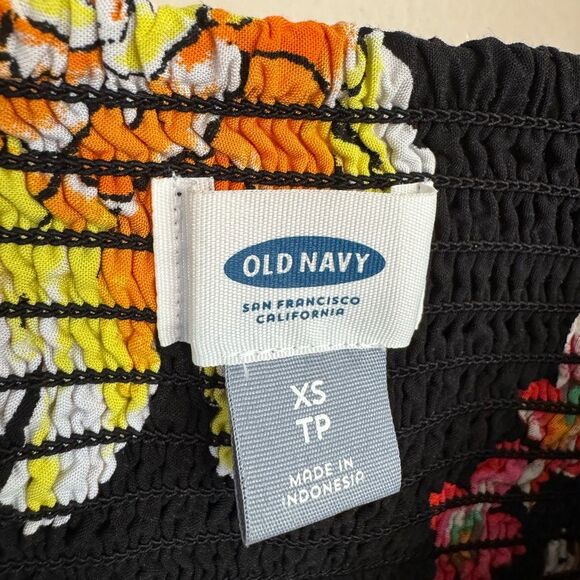 OLD NAVY
SAN FRANCISCO
CALIFORNIA
XS
TP
MADE IN
INDONESIA